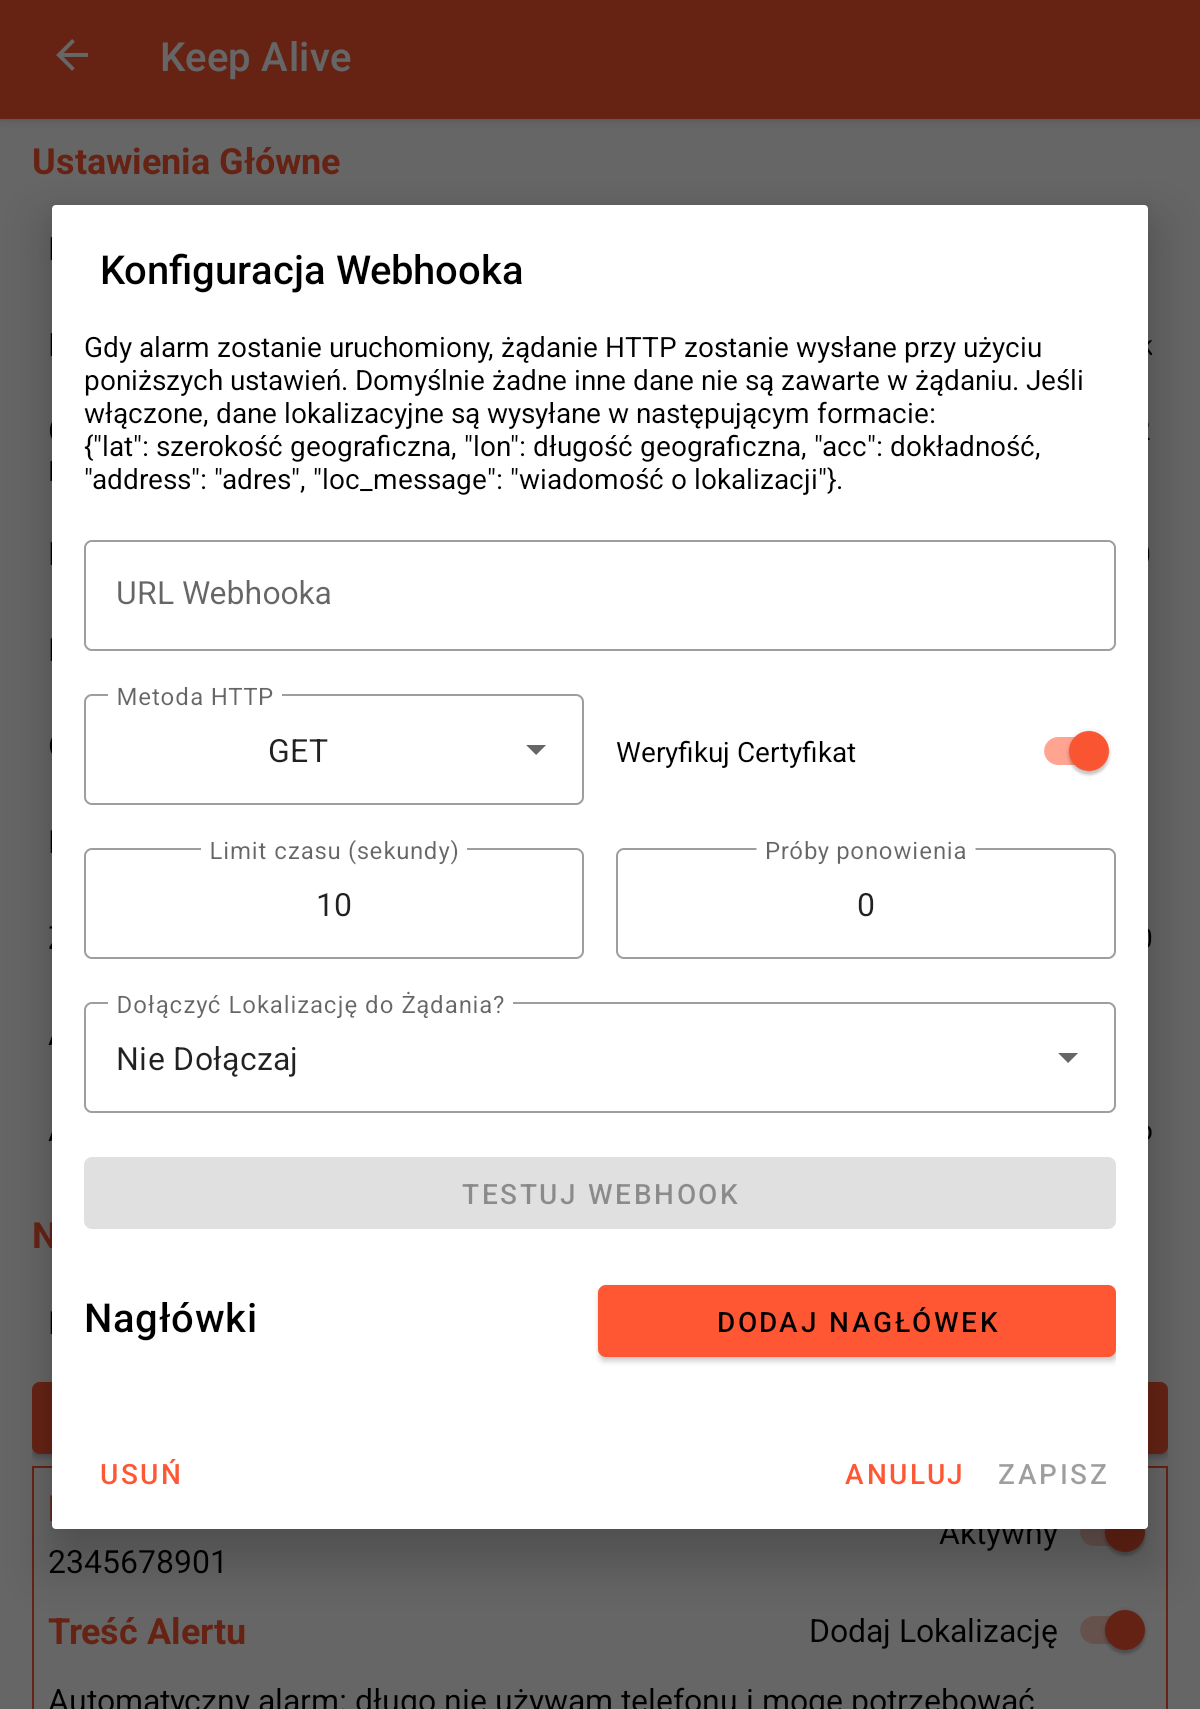 Keep Alive
Ustawienia Główne
Konfiguracja Webhooka
Gdy alarm zostanie uruchomiony, żądanie HTTP zostanie wysłane przy użyciu
poniższych ustawień. Domyślnie żadne inne dane nie są zawarte w żądaniu. Jeśli
włączone, dane lokalizacyjne są wysyłane w następującym formacie:
{"lat": szerokość geograficzna, "lon": długość geograficzna, "acc": dokładność,
"address": "adres", "loc_message": "wiadomość o lokalizacji"}.
URL Webhooka
Metoda HTTP
GET
Weryfikuj Certyfikat
Limit czasu (sekundy)
10
Próby ponowienia
0
Dołączyć Lokalizację do Żądania?
Nie Dołączaj
TESTUJ WEBHOOK
Nagłówki
DODAJ NAGŁÓWEK
USUŃ
ANULUJ
ZAPISZ
Aktywny
2345678901
Treść Alertu
Dodaj Lokalizację
Automatyczny alarm: długo nie używam telefonu i mogę potrzebować